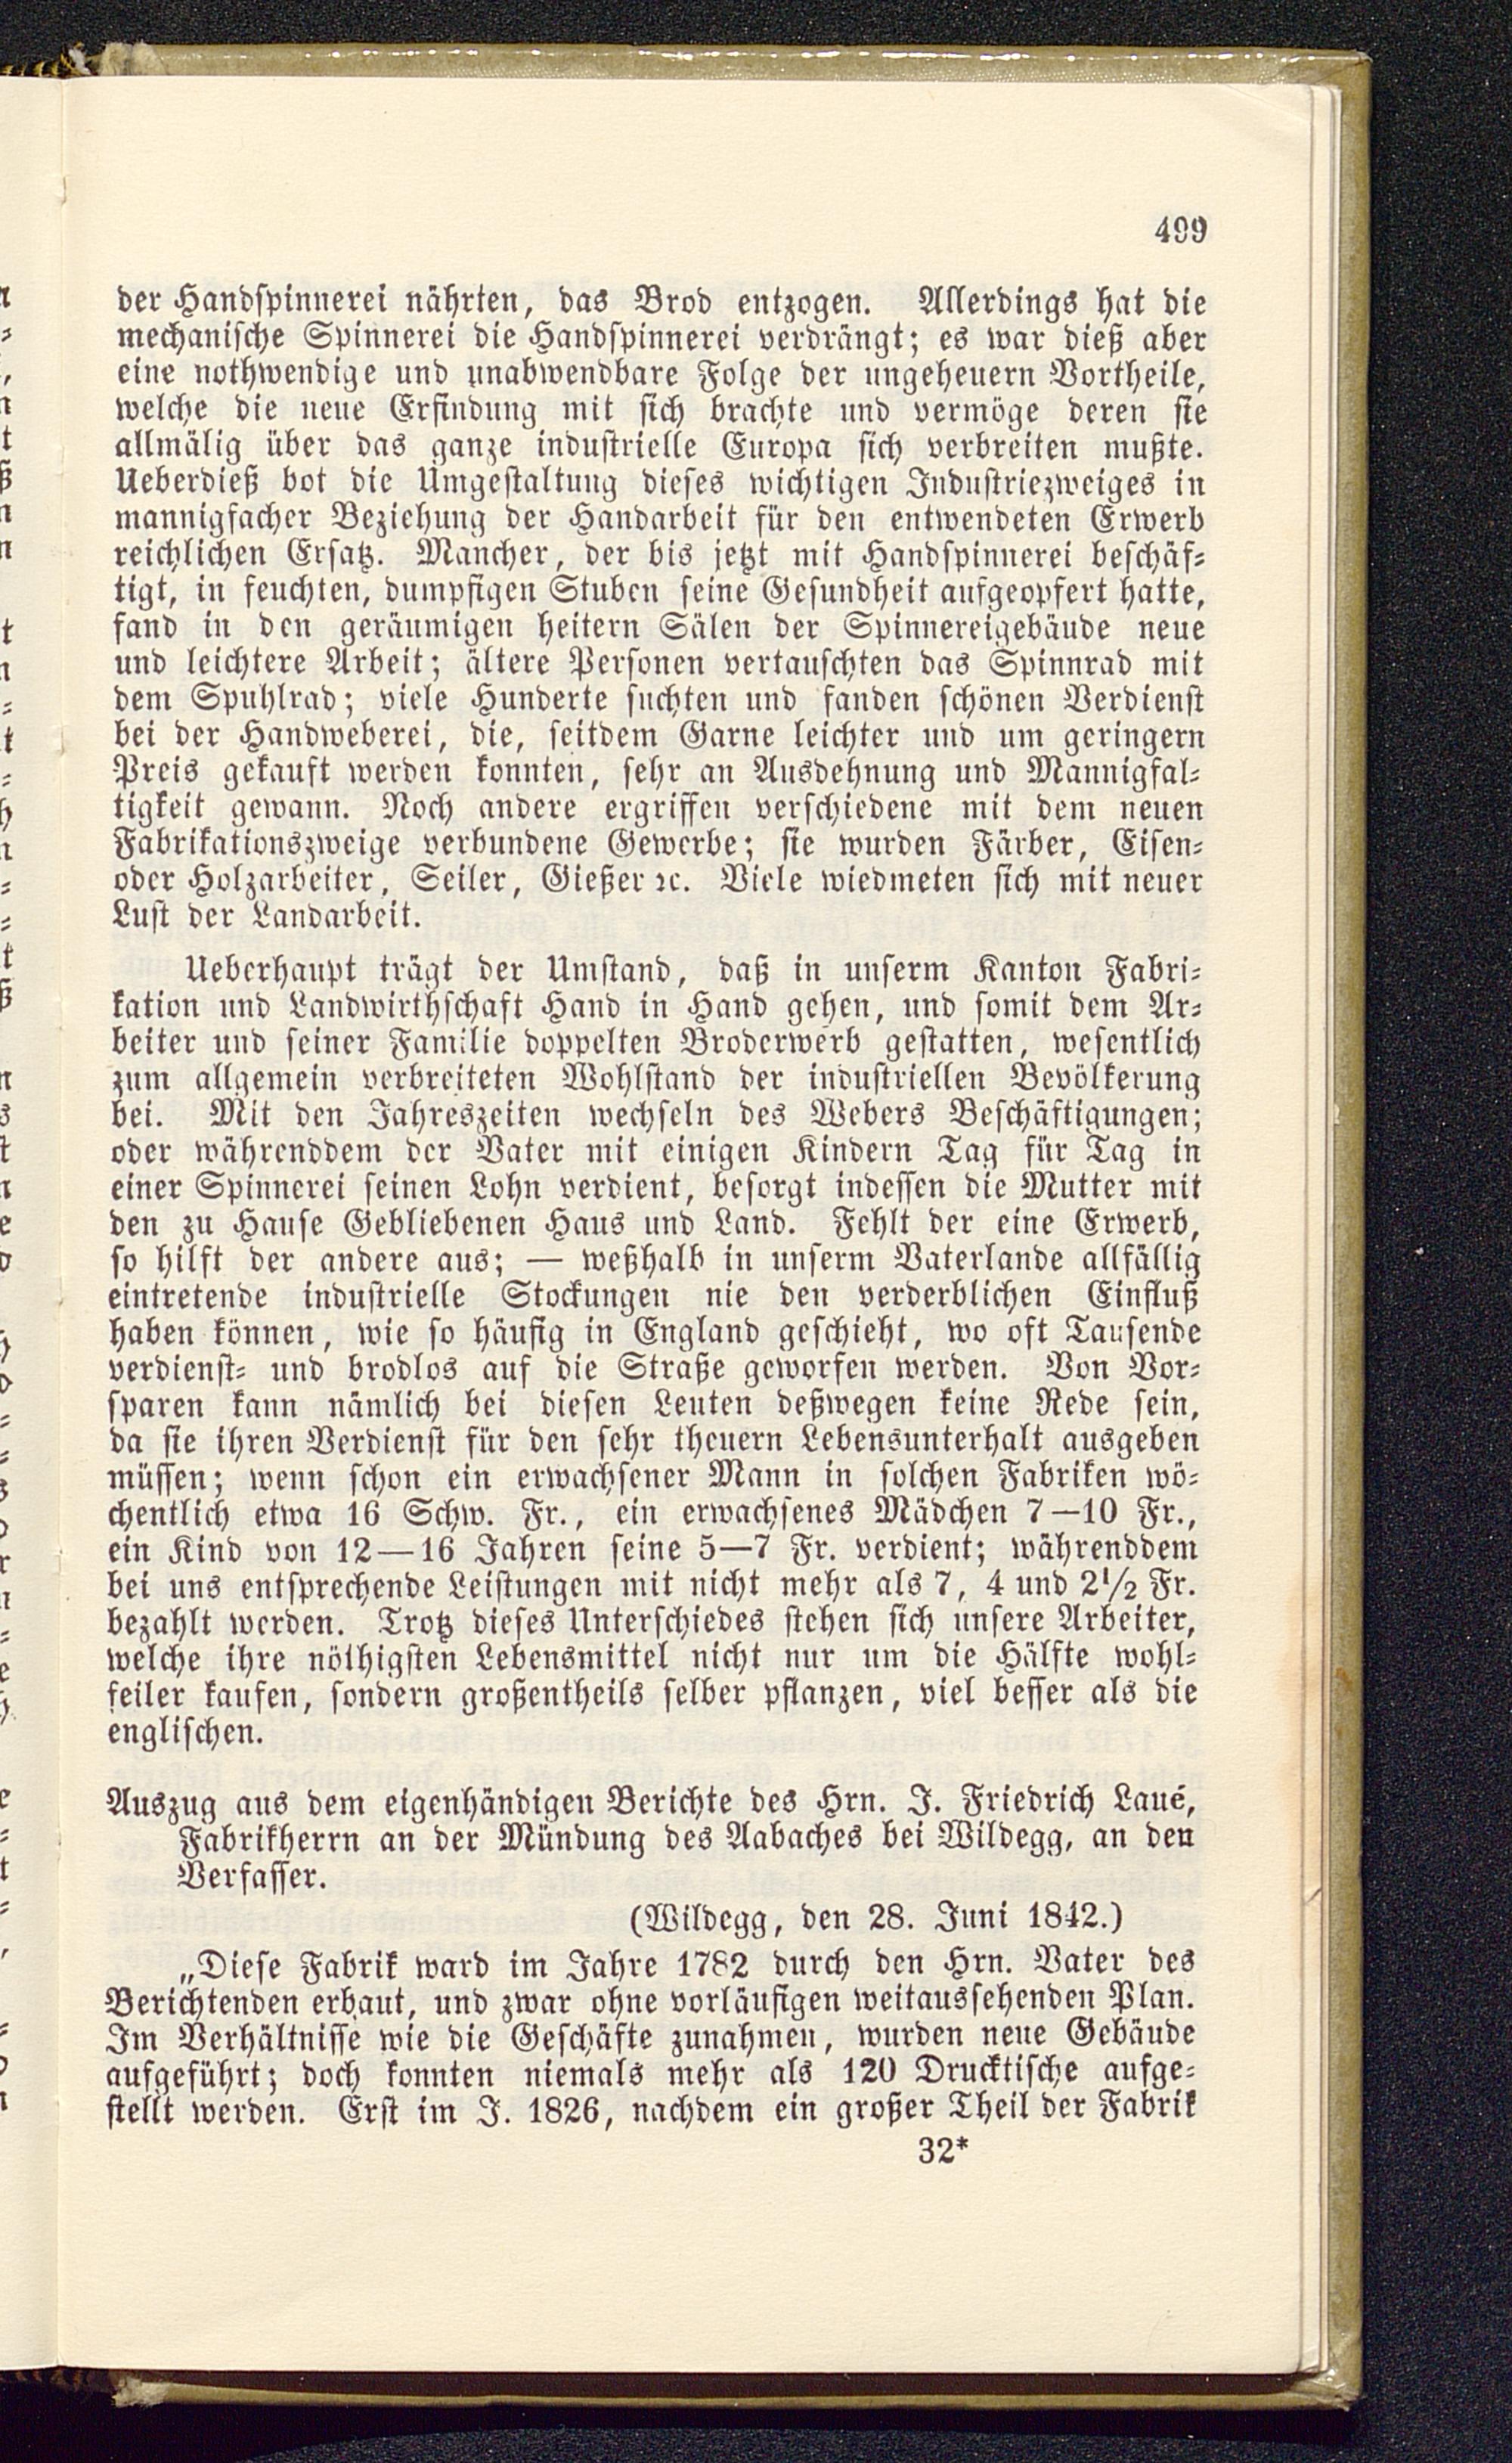 499
der Handspinnerei nährten, das Brod entzogen. Allerdings hat die
mechanische Spinnerei die Handspinnerei verdrängt; es war dieß aber
eine nothwendige und unabwendbare Folge der ungeheuern Vortheile,
welche die neue Erfindung mit sich brachte und vermöge deren sie
allmälig über das ganze industrielle Europa sich verbreiten mußte.
Ueberdieß bot die Umgestaltung dieses wichtigen Industriezweiges in
mannigfacher Beziehung der Handarbeit für den entwendeten Erwerb
reichlichen Ersatz. Mancher, der bis jetzt mit Handspinnerei beschäf-
tigt, in feuchten, dumpfigen Stuben seine Gesundheit aufgeopfert hatte,
fand in den geräumigen heitern Sälen der Spinnereigebäude neue
und leichtere Arbeit; ältere Personen vertauschten das Spinnrad mit
dem Spuhlrad; viele Hunderte suchten und fanden schönen Verdienst
bei der Handweberei, die, seitdem Garne leichter und um geringern
Preis gekauft werden konnten, sehr an Ausdehnung und Mannigfal-
tigkeit gewann. Noch andere ergriffen verschiedene mit dem neuen
Fabrikationszweige verbundene Gewerbe; sie wurden Färber, Eisen-
oder Holzarbeiter, Seiler, Gießer ꝛc. Viele wiedmeten sich mit neuer
Lust der Landarbeit.
Ueberhaupt trägt der Umstand, daß in unserm Kanton Fabri-
kation und Landwirthschaft Hand in Hand gehen, und somit dem Ar-
beiter und seiner Familie doppelten Broderwerb gestatten, wesentlich
zum allgemein verbreiteten Wohlstand der industriellen Bevölkerung
bei. Mit den Jahreszeiten wechseln des Webers Beschäftigungen;
oder währenddem der Vater mit einigen Kindern Tag für Tag in
einer Spinnerei seinen Lohn verdient, besorgt indessen die Mutter mit
den zu Hause Gebliebenen Haus und Land. Fehlt der eine Erwerb,
so hilft der andere aus; — weßhalb in unserm Vaterlande allfällig
eintretende industrielle Stockungen nie den verderblichen Einfluß
haben können, wie so häufig in England geschieht, wo oft Tausende
verdienst- und brodlos auf die Straße geworfen werden. Von Vor-
sparen kann nämlich bei diesen Leuten deßwegen keine Rede sein,
da sie ihren Verdienst für den sehr theuern Lebensunterhalt ausgeben
müssen; wenn schon ein erwachsener Mann in solchen Fabriken wö-
chentlich etwa 16 Schw. Fr., ein erwachsenes Mädchen 7—10 Fr.,
ein Kind von 12—16 Jahren seine 5—7 Fr. verdient; währenddem
bei uns entsprechende Leistungen mit nicht mehr als 7, 4 und 2½ Fr.
bezahlt werden. Trotz dieses Unterschiedes stehen sich unsere Arbeiter,
welche ihre nöthigsten Lebensmittel nicht nur um die Hälfte wohl-
feiler kaufen, sondern großentheils selber pflanzen, viel besser als die
englischen.
Auszug aus dem eigenhändigen Berichte des Hrn. J. Friedrich Laué,
Fabrikherrn an der Mündung des Aabaches bei Wildegg, an den
Verfasser.
(Wildegg, den 28. Juni 1842.)
„Diese Fabrik ward im Jahre 1782 durch den Hrn. Vater des
Berichtenden erbaut, und zwar ohne vorläufigen weitaussehenden Plan.
Im Verhältnisse wie die Geschäfte zunahmen, wurden neue Gebäude
aufgeführt; doch konnten niemals mehr als 120 Drucktische aufge-
stellt werden. Erst im J. 1826, nachdem ein großer Theil der Fabrik
32*